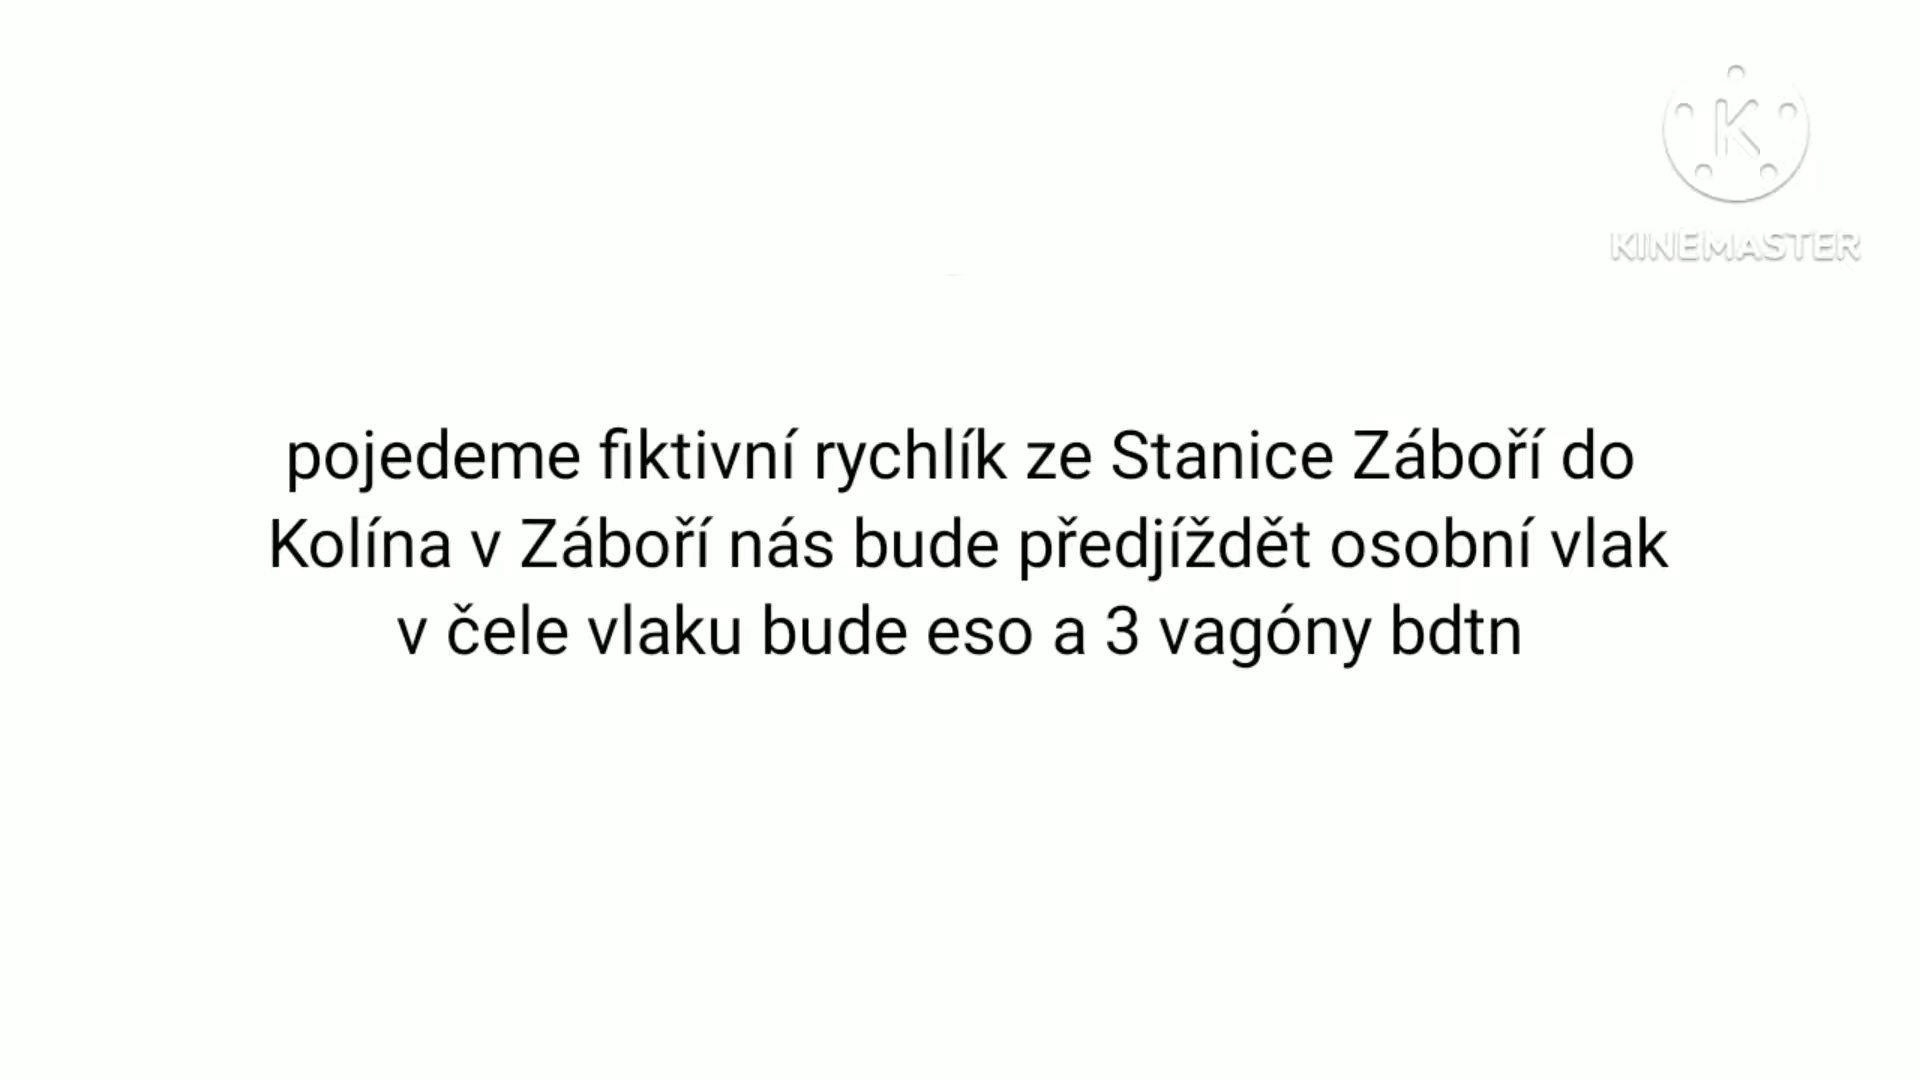 KINEMASTER
pojedeme fiktivní rychlík ze Stanice Záboří do
Kolína v Záboří nás bude předjíždět osobní vlak
v čele vlaku bude eso a 3 vagóny bdtn